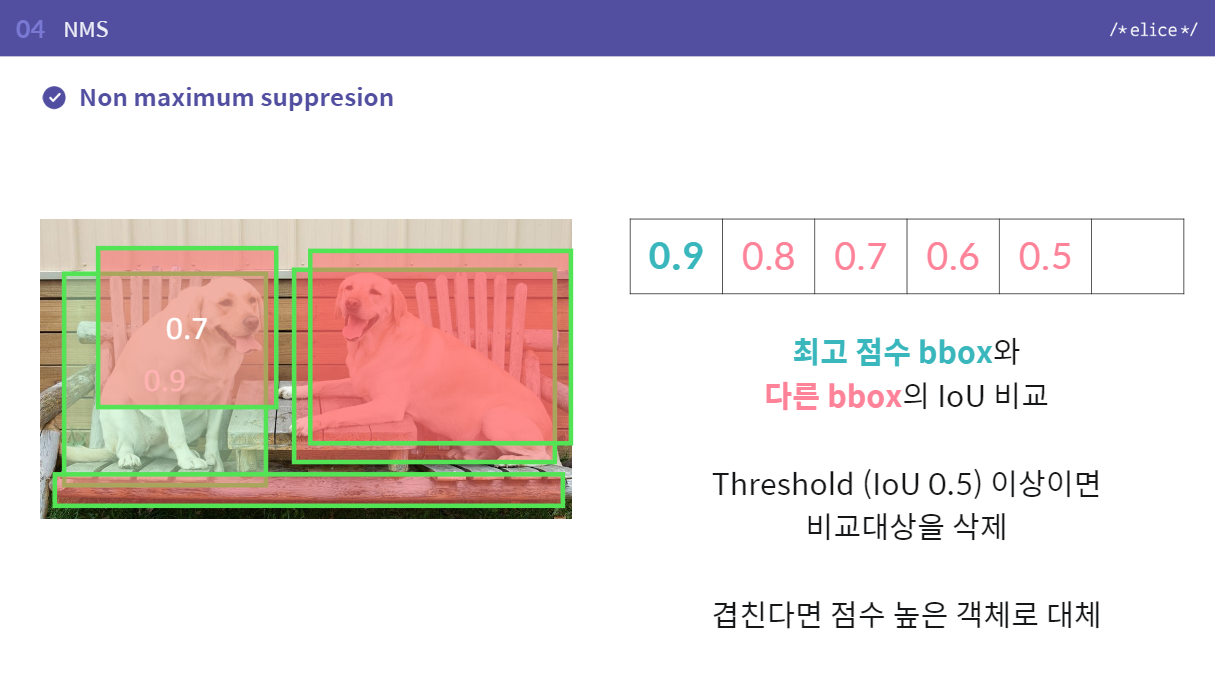 04 NMS
/*elice*/
Non maximum suppresion
0.7
0.9
0.9 0.8 0.7 0.6 0.5
최고 점수 bbox와
다른 bbox의 IoU 비교
Threshold (IoU 0.5) 이상이면
비교대상을 삭제
겹친다면 점수 높은 객체로 대체